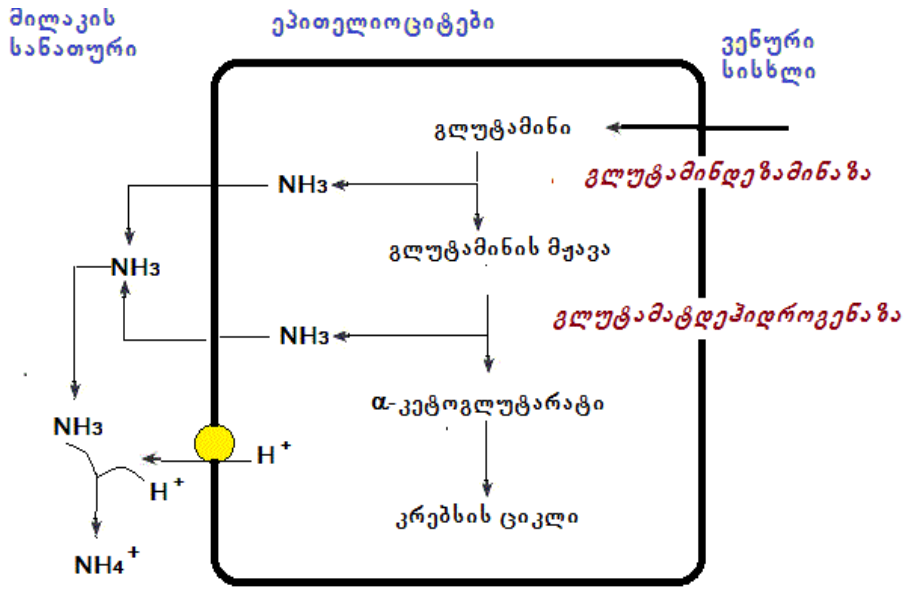 მილაკის
სანათური
ეპითელიოციტები
ვენური
სისხლი
გლუტამინი
გლუტამინდეზამინაზა
NH3
გლუტამინის მჟავა
NH3
გლუტამატდეჰიდროგენაზა
NH3
α-კეტოგლუტარატი
NH3
H+
H+
კრებსის ციკლი
NH4+